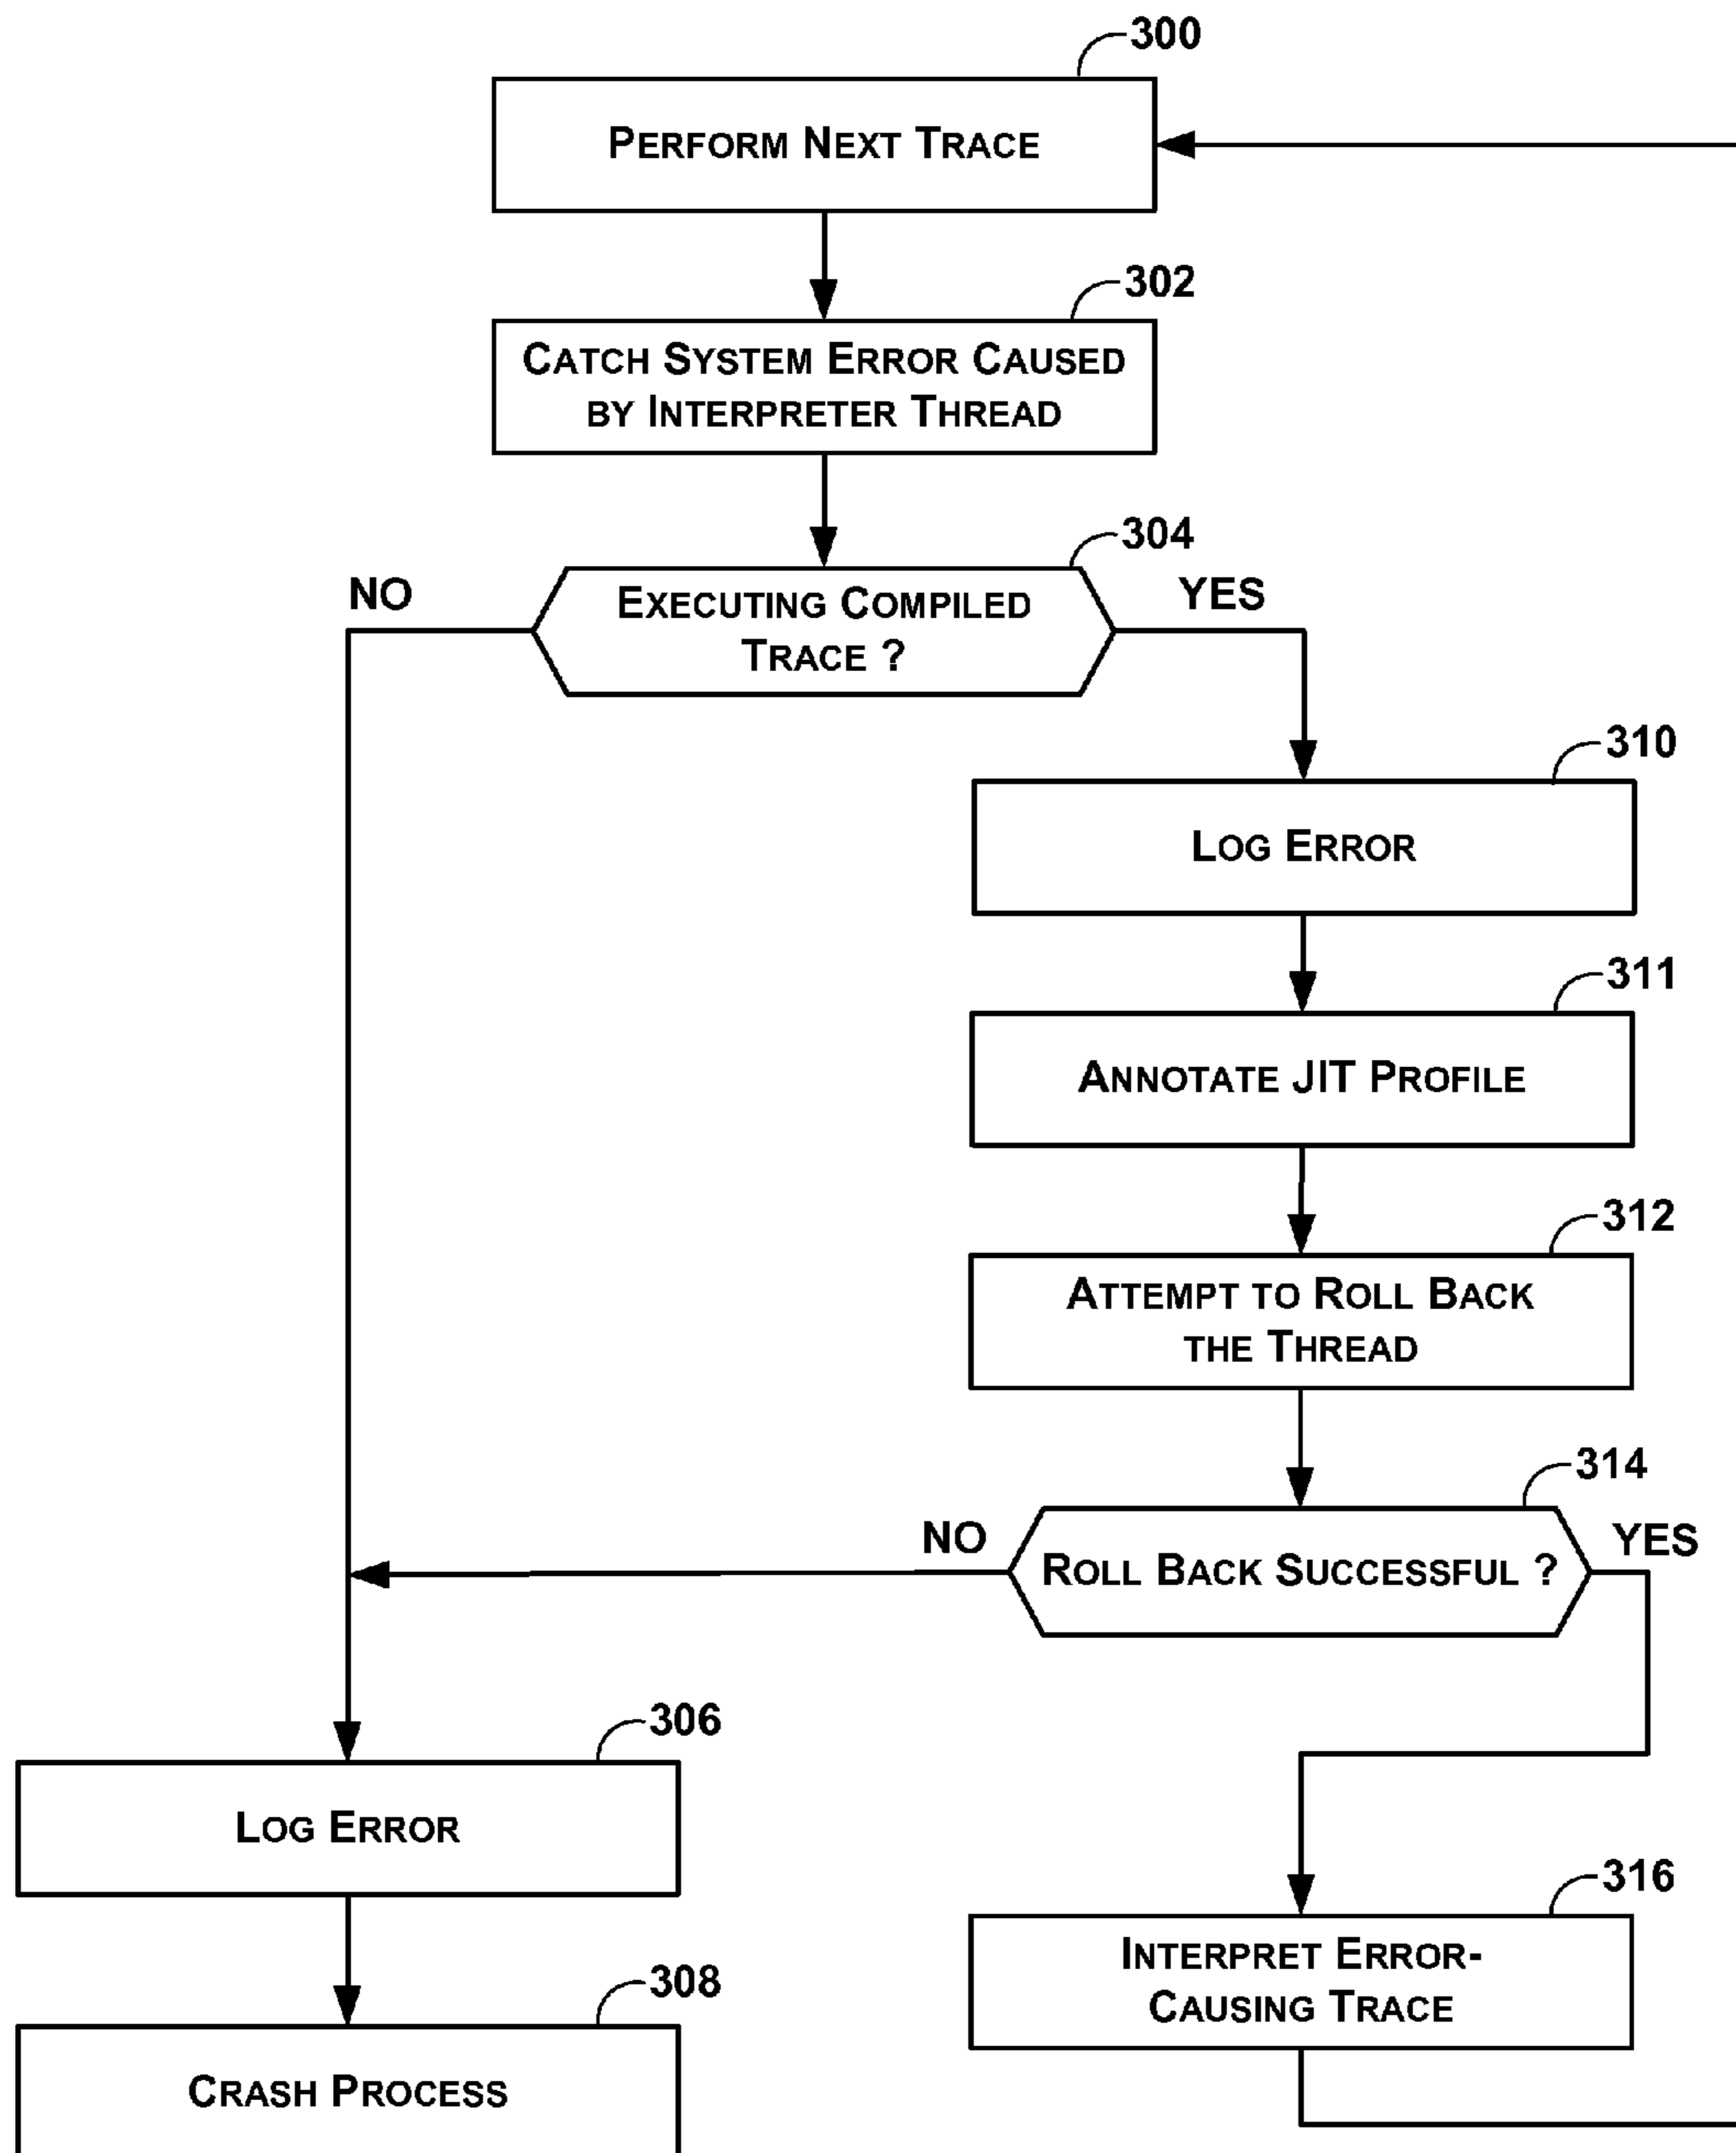 300
PERFORM NEXT TRACE
302
CATCH SYSTEM ERROR CAUSED
BY INTERPRETER THREAD
304
NO
EXECUTING COMPILED
TRACE ?
YES
310
LOG ERROR
311
ANNOTATE JIT PROFILE
312
ATTEMPT TO ROLL BACK
THE THREAD
314
NO
ROLL BACK SUCCESSFUL ?
YES
306
LOG ERROR
316
INTERPRET ERROR-
CAUSING TRACE
308
CRASH PROCESS